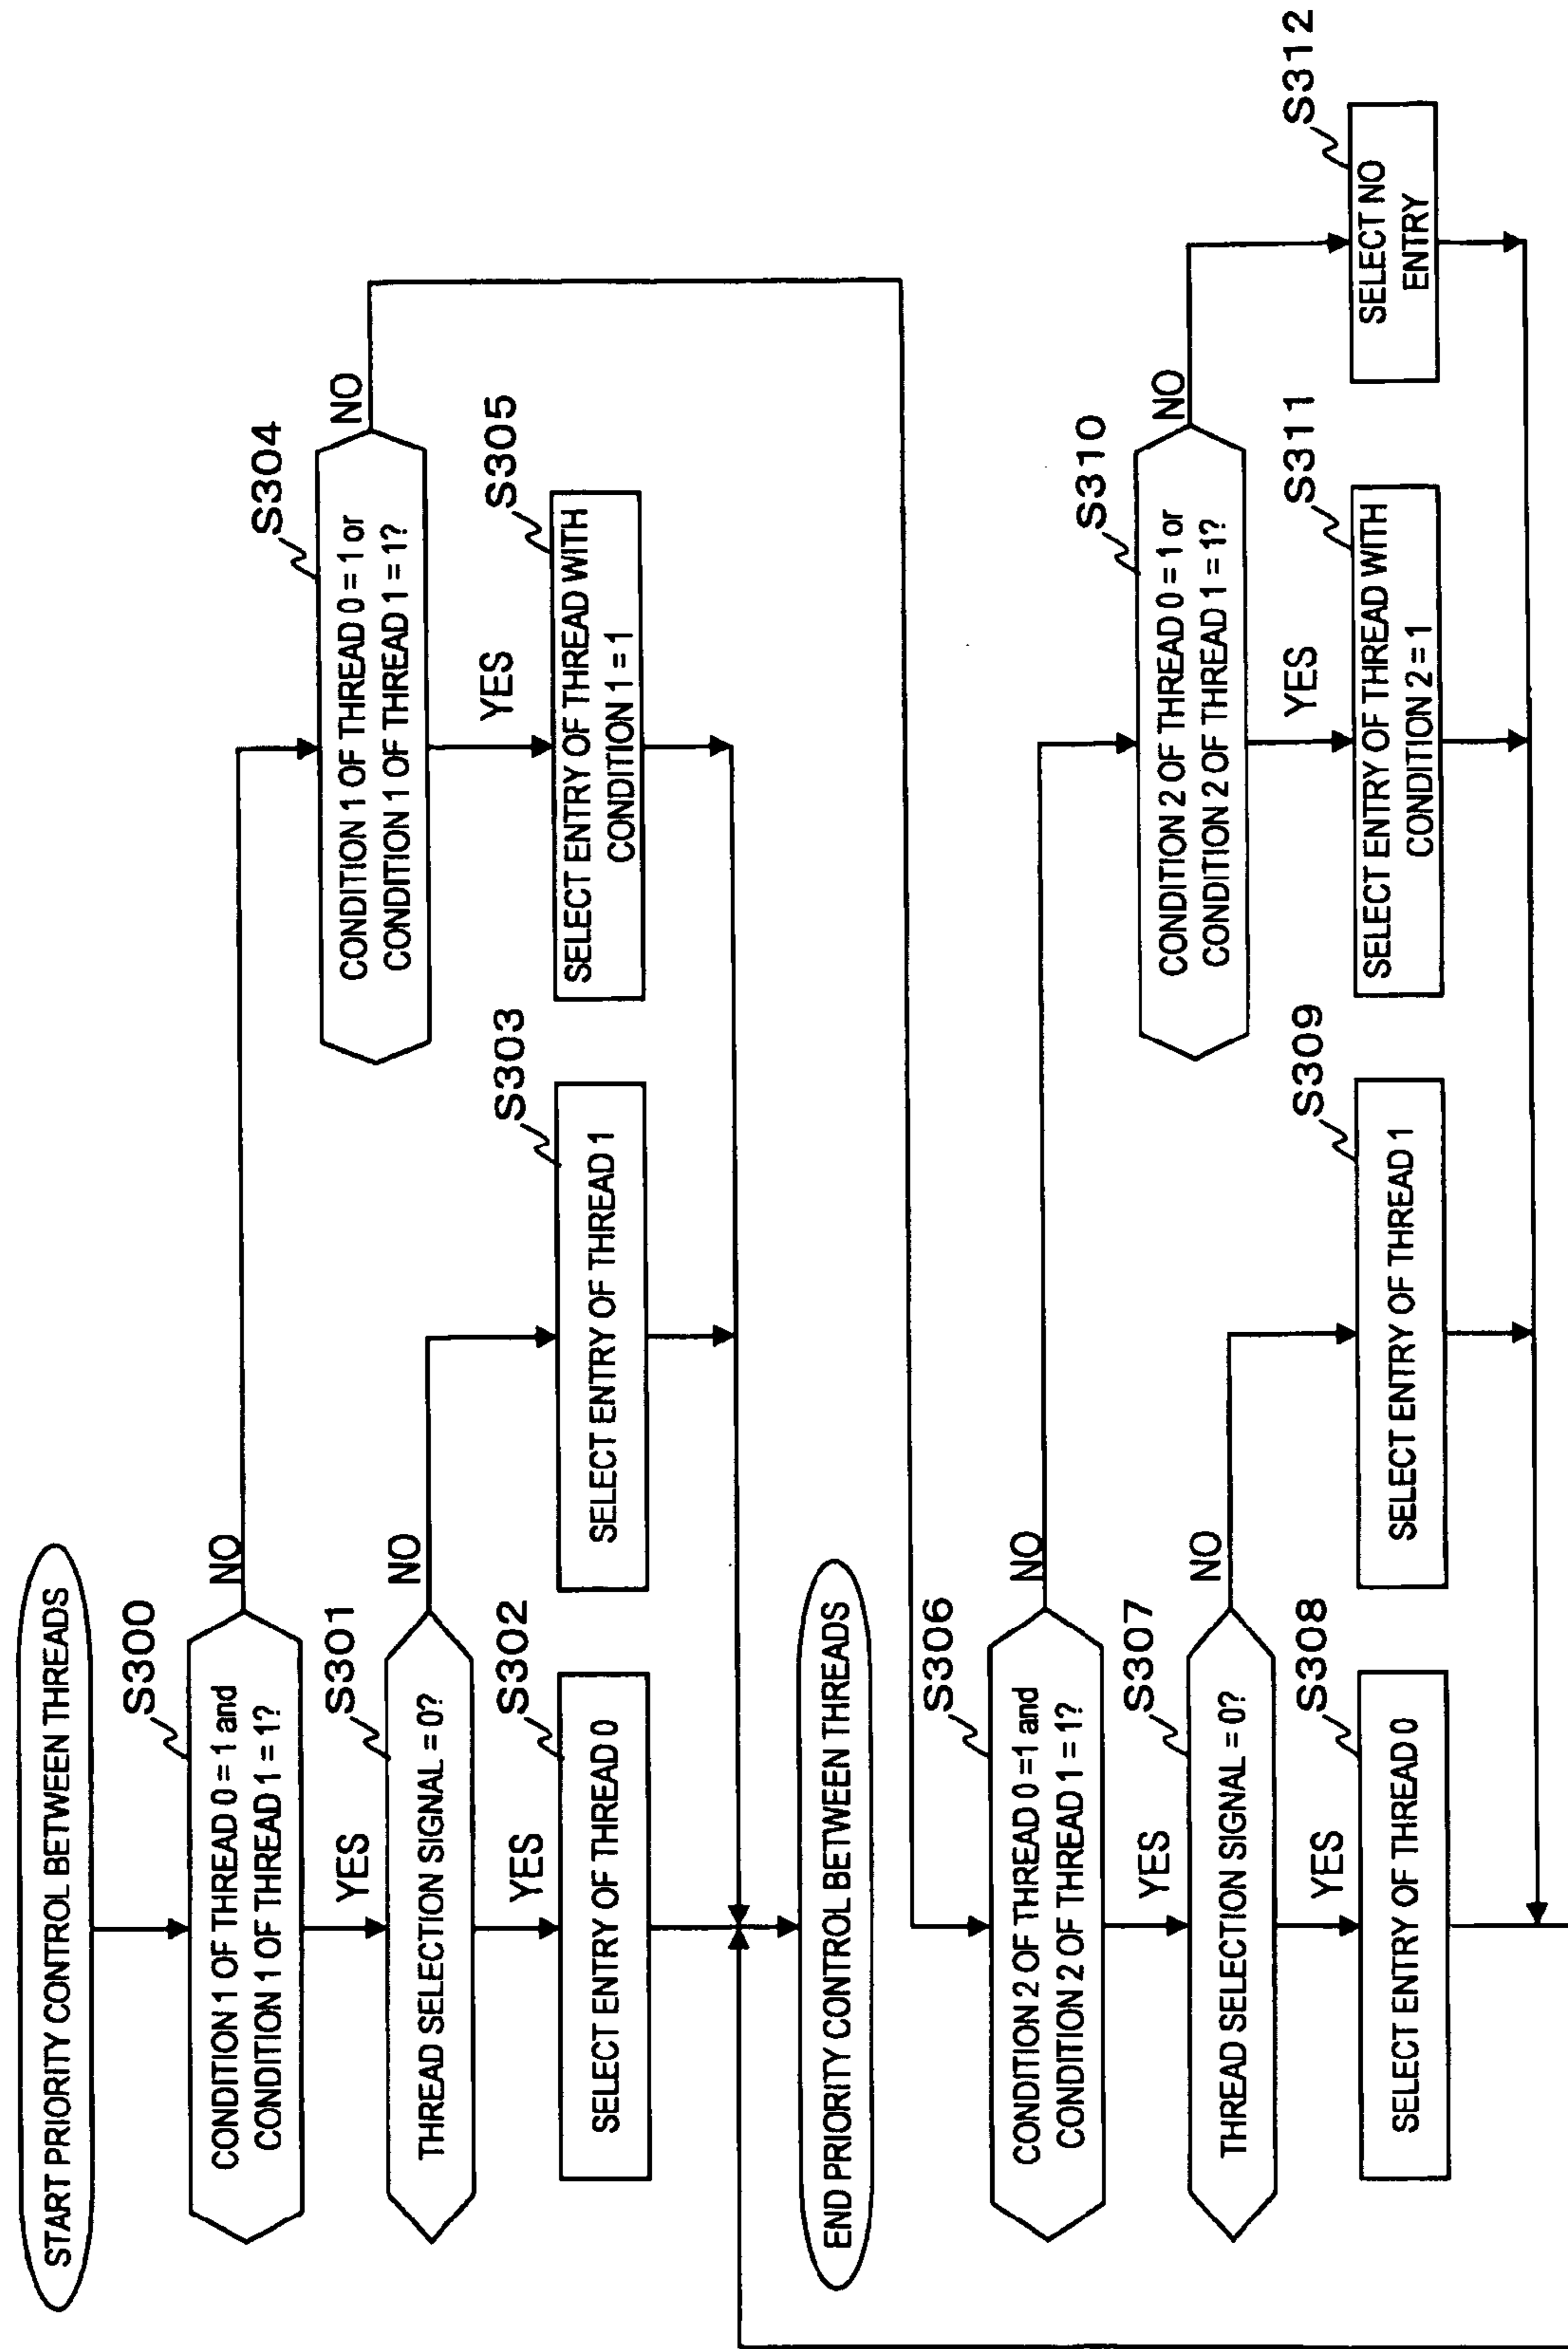 START PRIORITY CONTROL BETWEEN THREADS
S300
CONDITION 1 OF THREAD 0 = 1 and
CONDITION 1 OF THREAD 1 = 1?
NO
YES
S301
THREAD SELECTION SIGNAL = 0?
NO
YES
S302
SELECT ENTRY OF THREAD 0
S303
SELECT ENTRY OF THREAD 1
S304
CONDITION 1 OF THREAD 0 = 1 or
CONDITION 1 OF THREAD 1 = 1?
NO
YES
S305
SELECT ENTRY OF THREAD WITH
CONDITION 1 = 1
END PRIORITY CONTROL BETWEEN THREADS
S306
CONDITION 2 OF THREAD 0 =1 and
CONDITION 2 OF THREAD 1 = 1?
NO
YES
S307
THREAD SELECTION SIGNAL = 0?
NO
YES
S308
SELECT ENTRY OF THREAD 0
S309
SELECT ENTRY OF THREAD 1
S310
CONDITION 2 OF THREAD 0 = 1 or
CONDITION 2 OF THREAD 1 = 1?
NO
YES
S311
SELECT ENTRY OF THREAD WITH
CONDITION 2 = 1
S312
SELECT NO
ENTRY